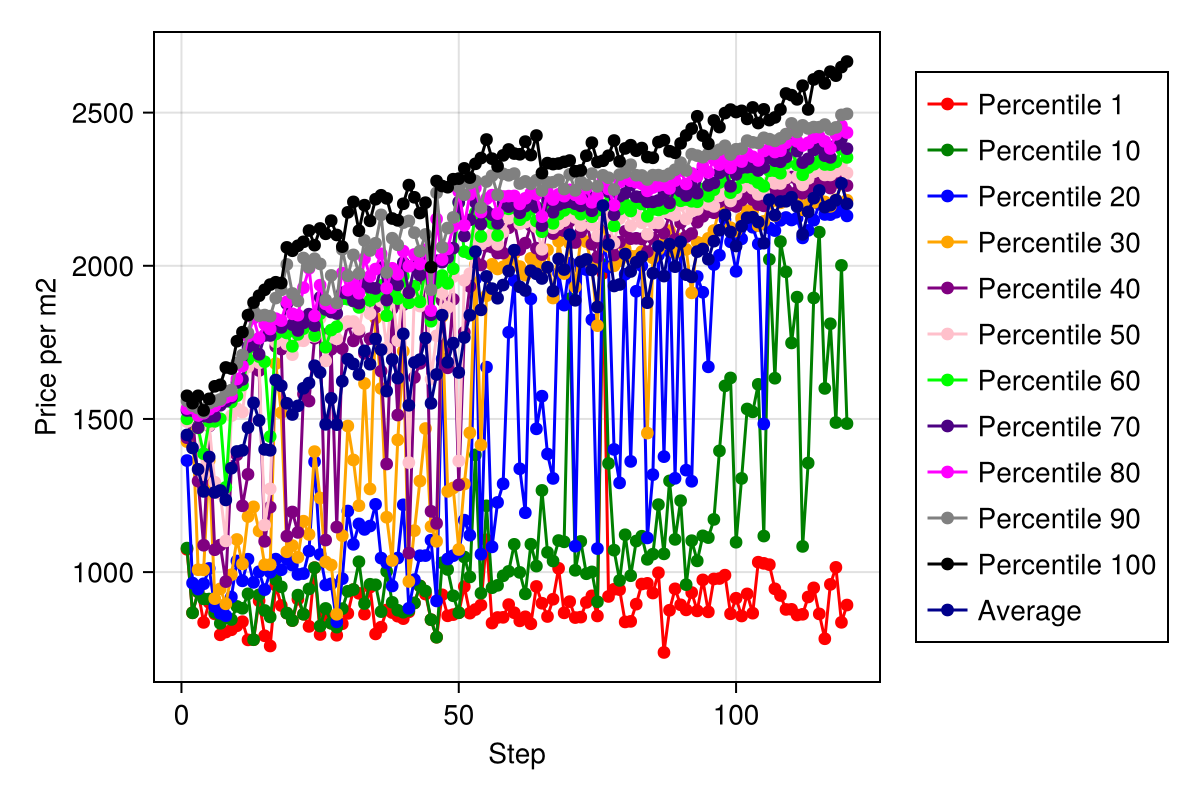 2500
2000
1500
1000
Price per m2
0
50
100
Step
Percentile 1
Percentile 10
Percentile 20
Percentile 30
Percentile 40
Percentile 50
Percentile 60
Percentile 70
Percentile 80
Percentile 90
Percentile 100
Average